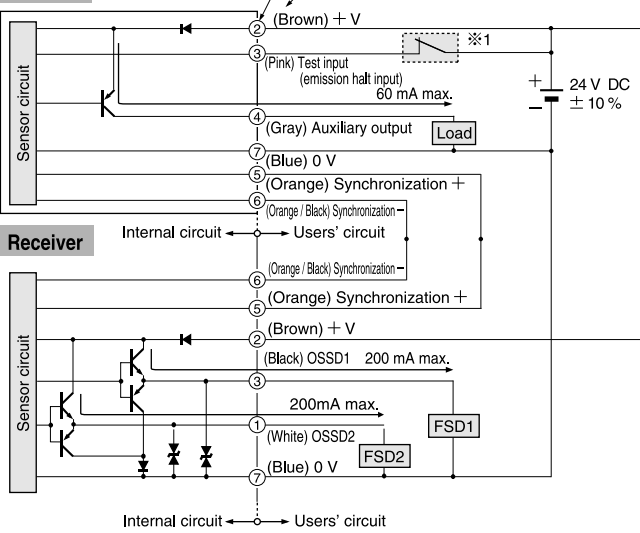 ② (Brown) + V
③ ※1
(Pink) Test input
(emission halt input)
+ 24 V DC
− ± 10 %
60 mA max.
④
(Gray) Auxiliary output
Load
Sensor circuit
⑦ (Blue) 0 V
⑤ (Orange) Synchronization +
⑥ (Orange / Black) Synchronization −
Receiver
Internal circuit Users' circuit
(Orange / Black) Synchronization −
⑥
⑤ (Orange) Synchronization +
② (Brown) + V
(Black) OSSD1 200 mA max.
③
Sensor circuit
200mA max.
①
(White) OSSD2
FSD1
FSD2
⑦ (Blue) 0 V
Internal circuit Users' circuit